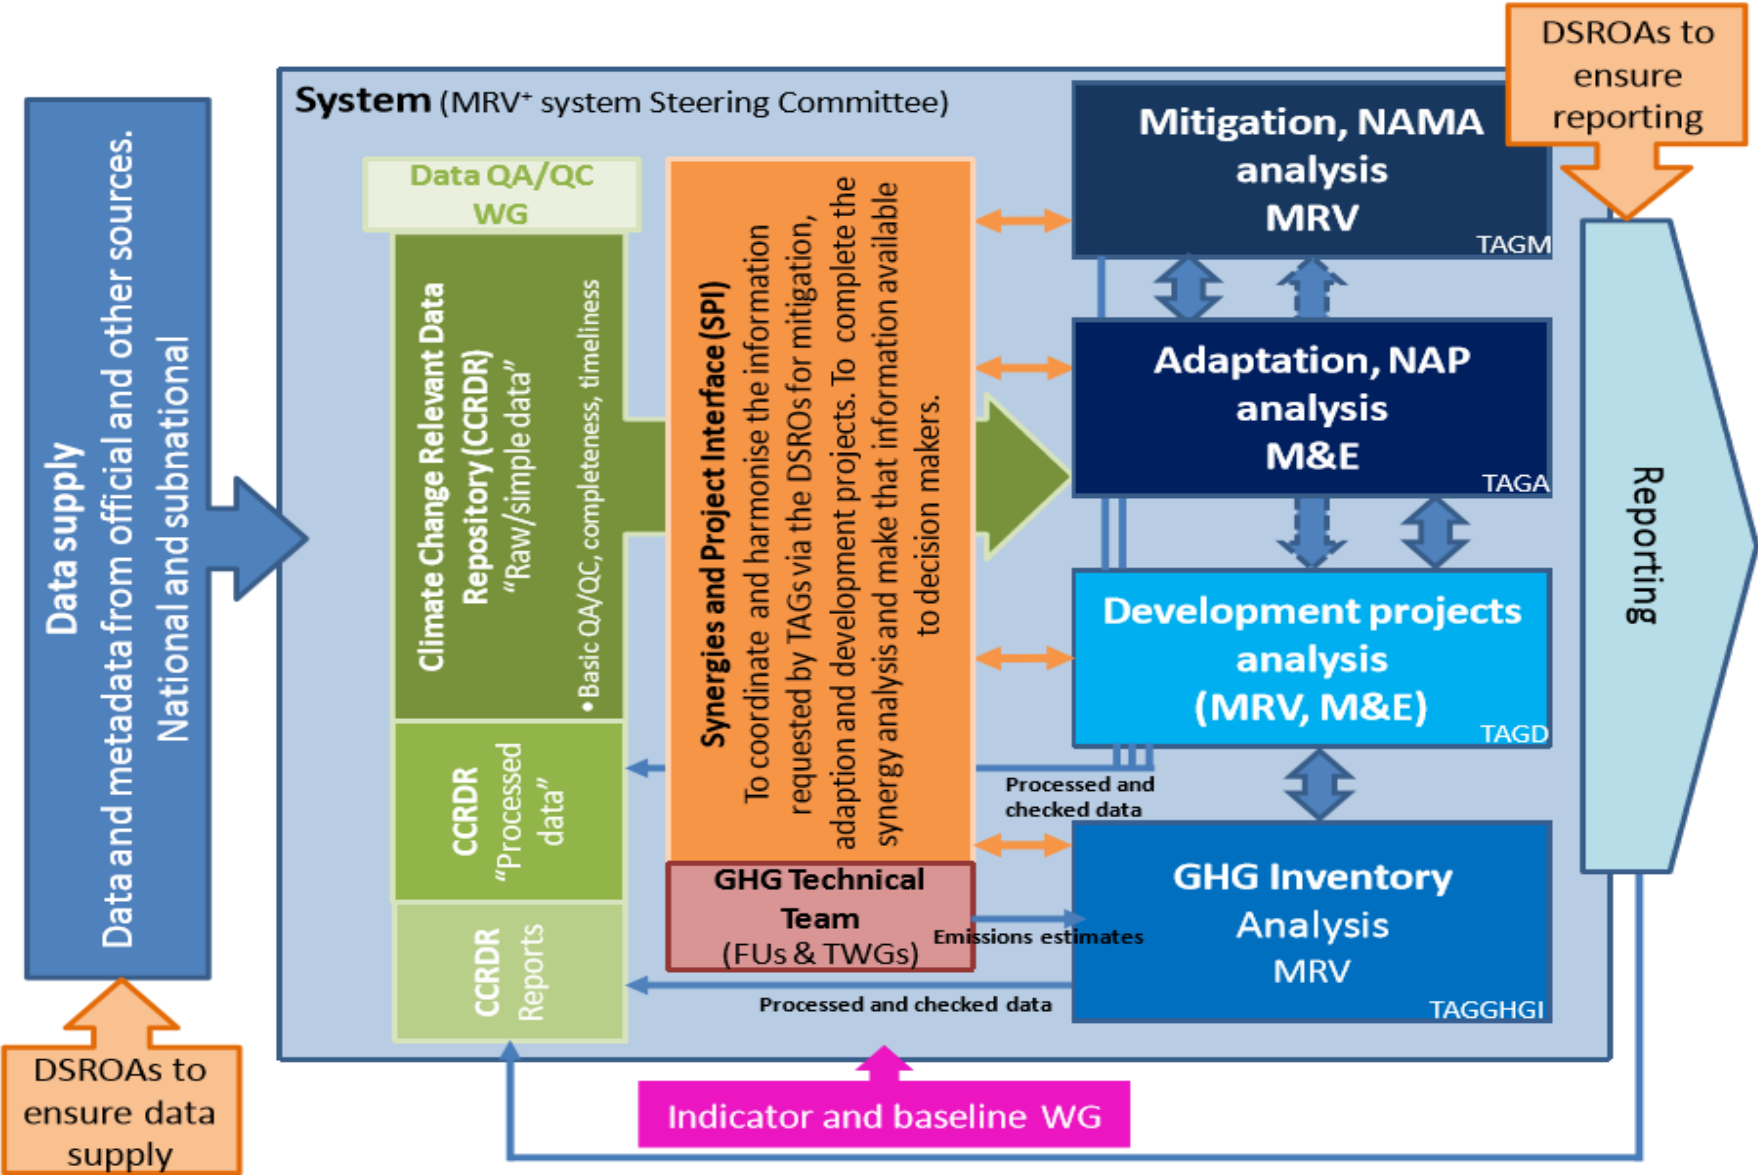 DSROAs to
ensure
reporting
System (MRV+ system Steering Committee)
Data supply
Data and metadata from official and other sources.
National and subnational
Data QA/QC
WG
Climate Change Relevant Data
Repository (CCRDR)
"Raw/simple data"
• Basic QA/QC, completeness, timeliness
CCRDR
"Processed
data"
CCRDR
Reports
Synergies and Project Interface (SPI)
To coordinate and harmonise the information
requested by TAGs via the DSROs for mitigation,
adaption and development projects. To complete the
synergy analysis and make that information available
to decision makers.
GHG Technical
Team
(FUs & TWGs)
Mitigation, NAMA
analysis
MRV
TAGM
Adaptation, NAP
analysis
M&E
TAGA
Development projects
analysis
(MRV, M&E)
TAGD
Processed and
checked data
GHG Inventory
Analysis
MRV
TAGGHGI
Emissions estimates
Processed and checked data
Reporting
DSROAs to
ensure data
supply
Indicator and baseline WG